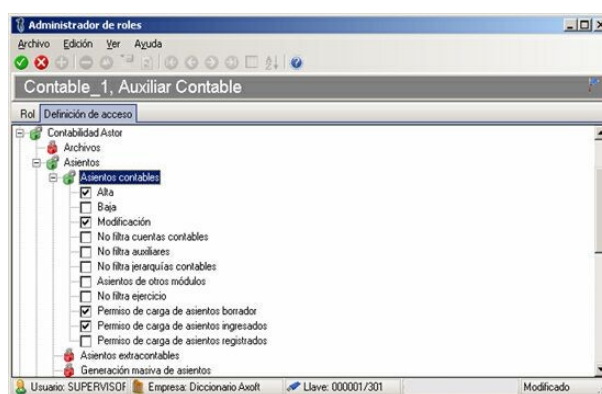 Administrador de roles
Archivo Edición Ver Ayuda
Contable_1, Auxiliar Contable
Rol Definición de acceso
Contabilidad Astor
Archivos
Asientos
Asientos contables
Alta
Baja
Modificación
No filtra cuentas contables
No filtra auxiliares
No filtra jerarquías contables
Asientos de otros módulos
No filtra ejercicio
Permiso de carga de asientos borrador
Permiso de carga de asientos ingresados
Permiso de carga de asientos registrados
Asientos extracontables
Generación masiva de asientos
Usuario: SUPERVISOF Empresa: Diccionario Axoft Llave: 000001/301 Modificado